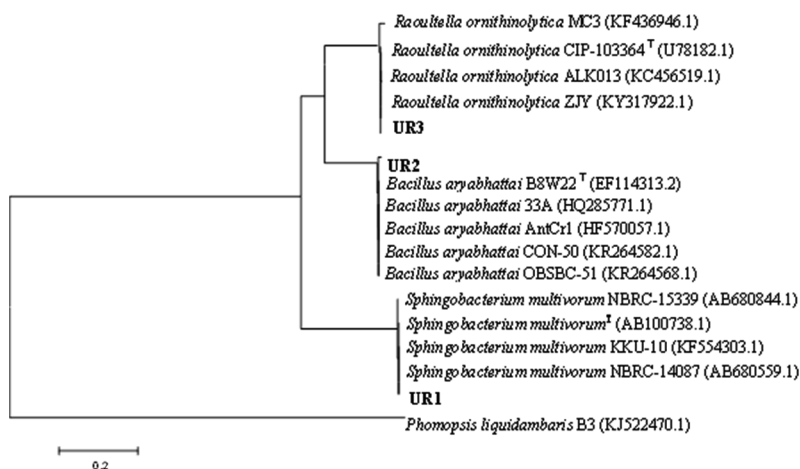 Raoultella ornithinolytica MC3 (KF436946.1)
Raoultella ornithinolytica CIP-103364 T (U78182.1)
Raoultella ornithinolytica ALK013 (KC456519.1)
Raoultella ornithinolytica ZJY (KY317922.1)
UR3
UR2
Bacillus aryabhattai B8W22 T (EF114313.2)
Bacillus aryabhattai 33A (HQ285771.1)
Bacillus aryabhattai AntCr1 (HF570057.1)
Bacillus aryabhattai CON-50 (KR264582.1)
Bacillus aryabhattai OBSBC-51 (KR264568.1)
Sphingobacterium multivorum NBRC-15339 (AB680844.1)
Sphingobacterium multivorum T (AB100738.1)
Sphingobacterium multivorum KKU-10 (KF554303.1)
Sphingobacterium multivorum NBRC-14087 (AB680559.1)
UR1
Phomopsis liquidambaris B3 (KJ522470.1)
0.2